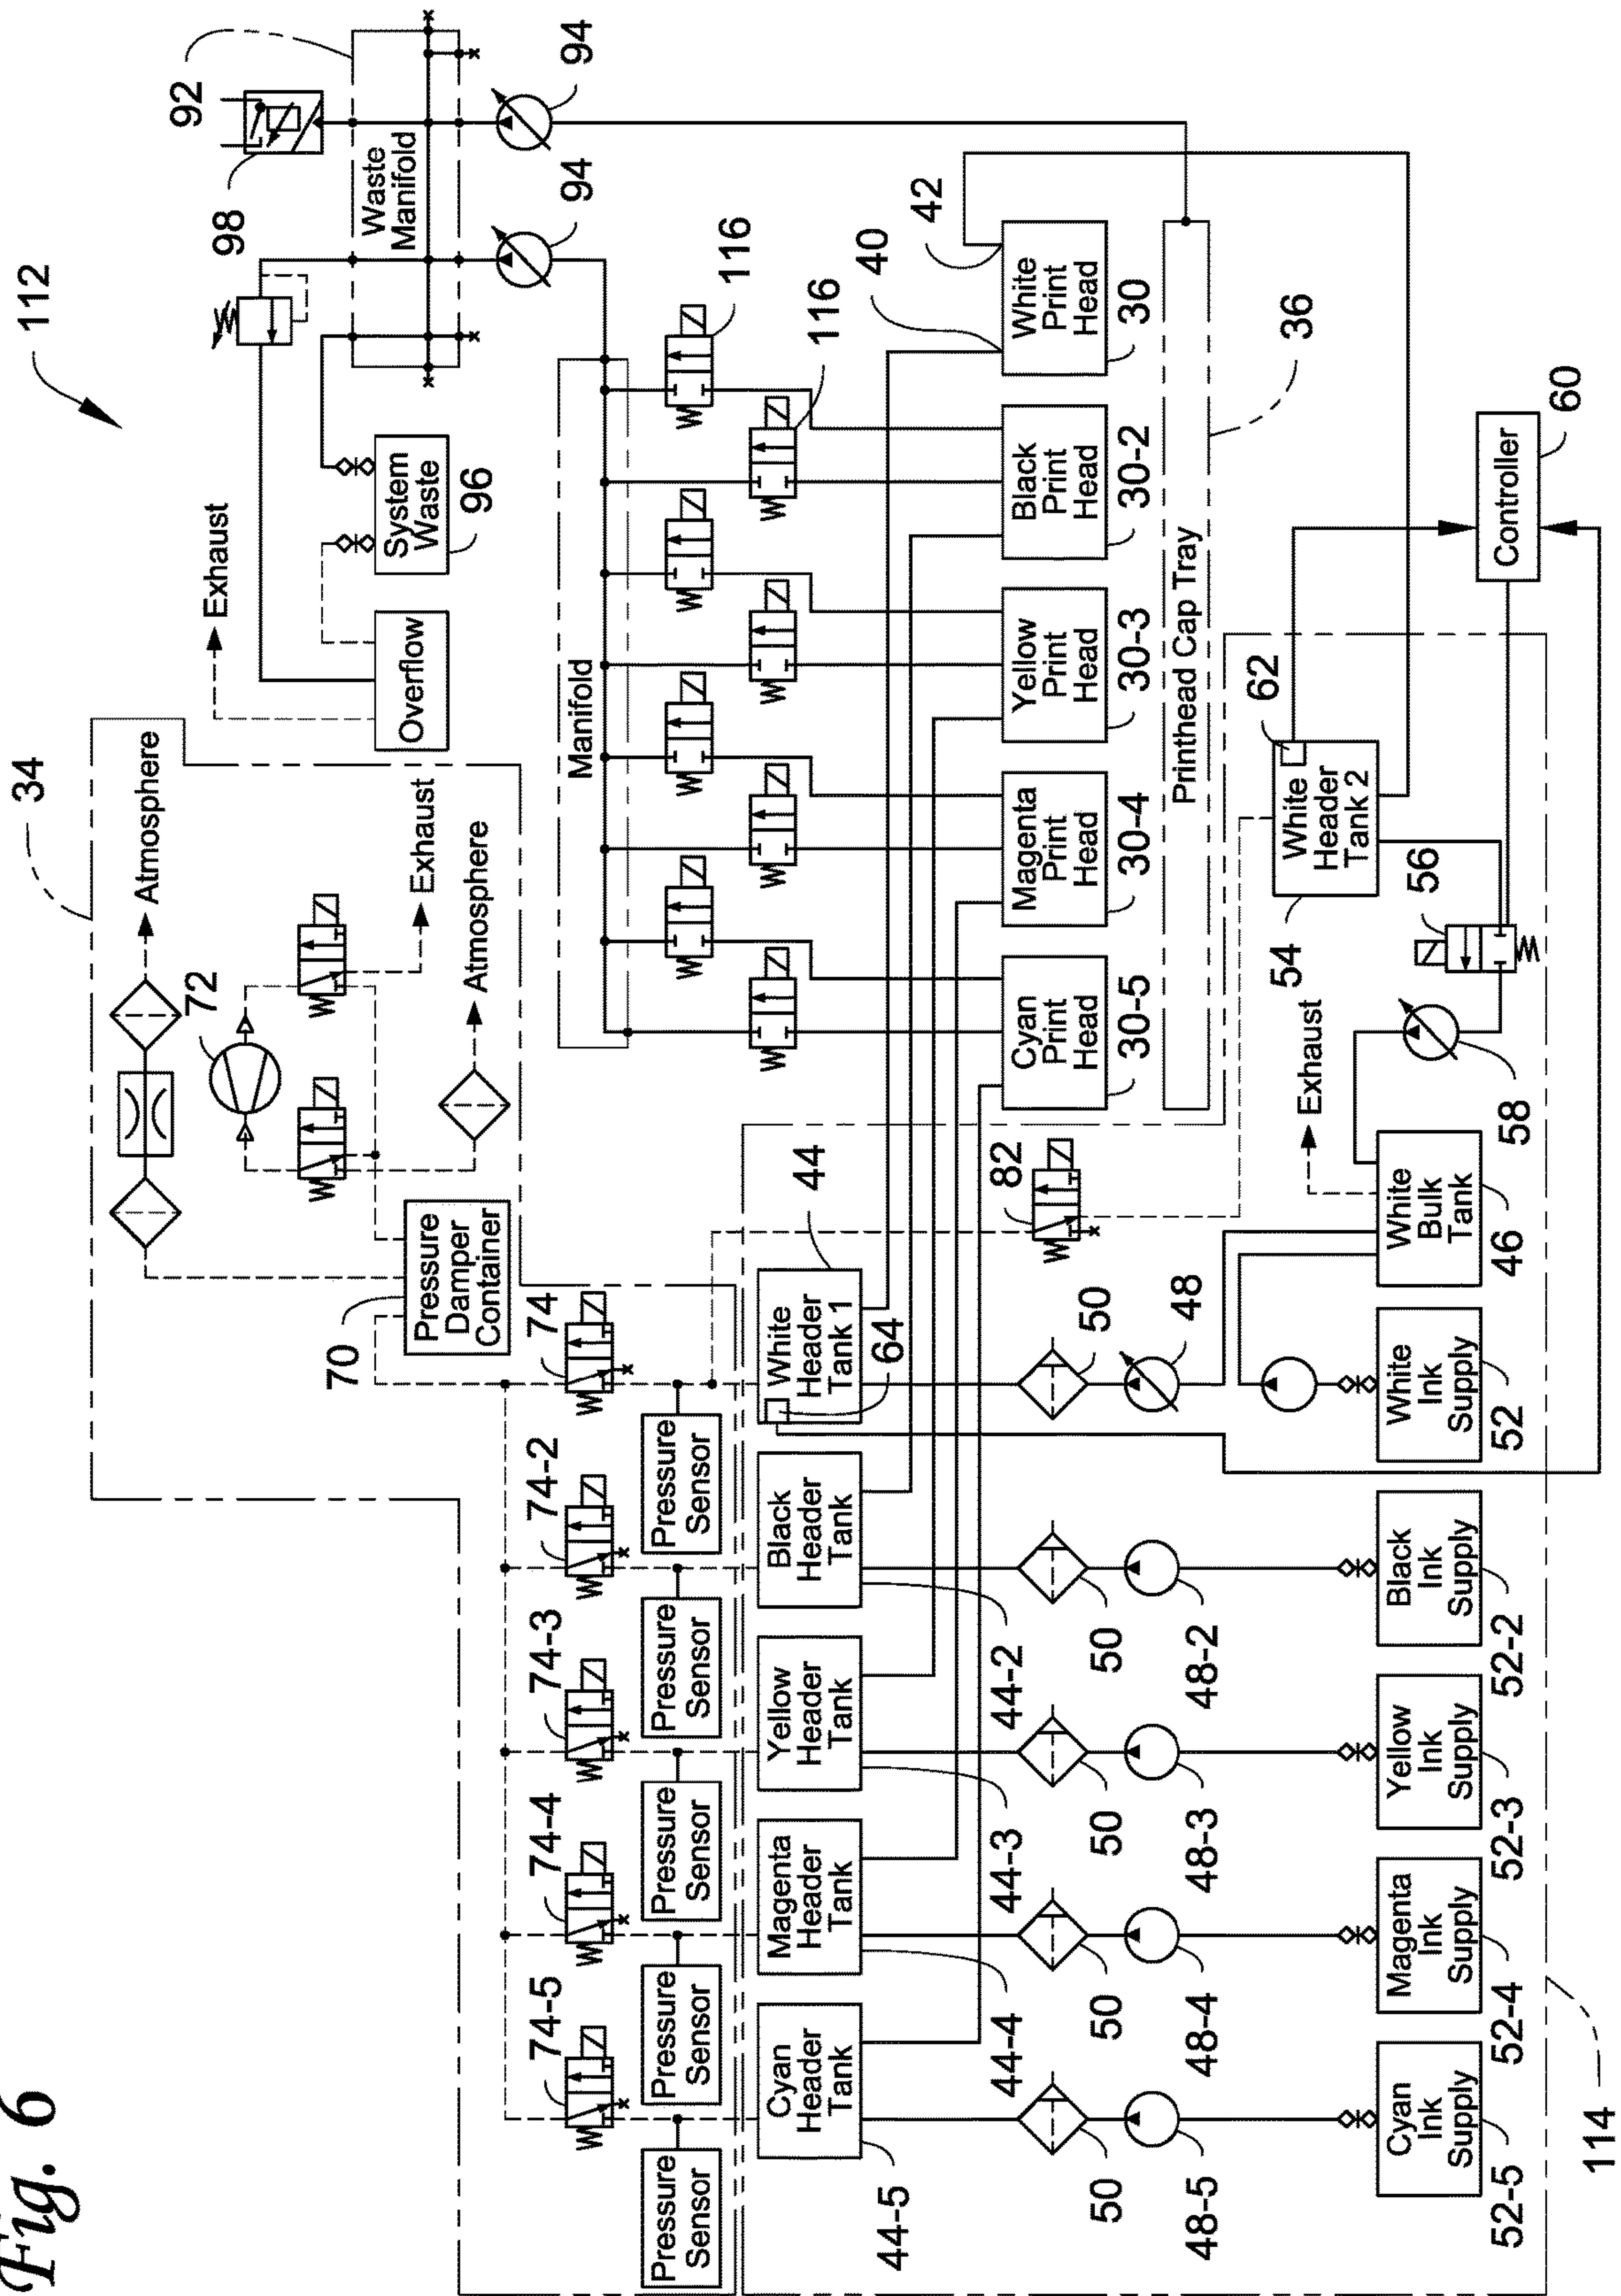 Fig. 6
112
34
92
98
Waste
Manifold
94
94
Atmosphere
72
Exhaust
Atmosphere
Exhaust
Overflow
System
Waste
96
70
Pressure
Damper
Container
Manifold
116
116
74-5
74-4
74-3
74-2
74
Pressure
Sensor
Pressure
Sensor
Pressure
Sensor
Pressure
Sensor
Pressure
Sensor
Cyan
Header
Tank
Magenta
Header
Tank
Yellow
Header
Tank
Black
Header
Tank
White
Header
Tank 1
64
44
44-5
44-4
44-3
44-2
82
40
42
Cyan
Print
Head
Magenta
Print
Head
Yellow
Print
Head
Black
Print
Head
White
Print
Head
30-5
30-4
30-3
30-2
30
Printhead Cap Tray
36
50
50
50
50
50
48-5
48-4
48-3
48-2
48
White
Header
Tank 2
62
54
56
58
Exhaust
Controller
60
Cyan
Ink
Supply
Magenta
Ink
Supply
Yellow
Ink
Supply
Black
Ink
Supply
White
Ink
Supply
White
Bulk
Tank
52-5
52-4
52-3
52-2
52
46
114